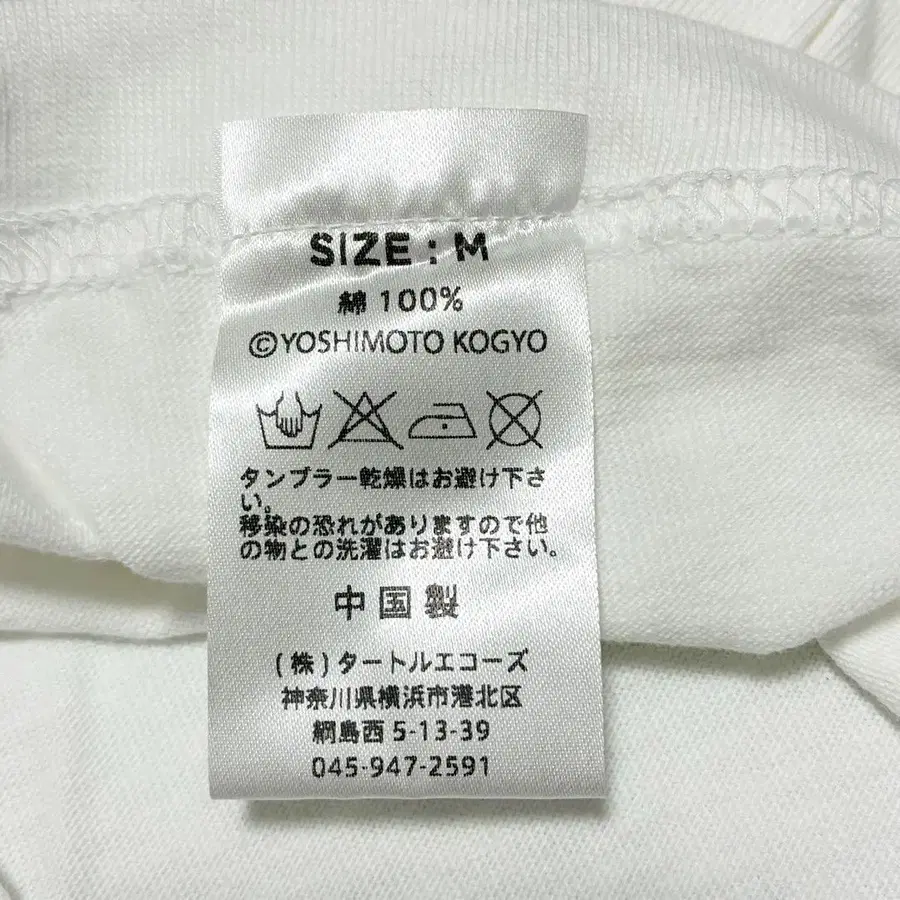 SIZE : M
綿 100%
©YOSHIMOTO KOGYO
タンブラー乾燥はお避け下さ
い。
移染の恐れがありますので他
の物との洗濯はお避け下さい。
中国製
(株)タートルエコーズ
神奈川県横浜市港北区
綱島西 5-13-39
045-947-2591